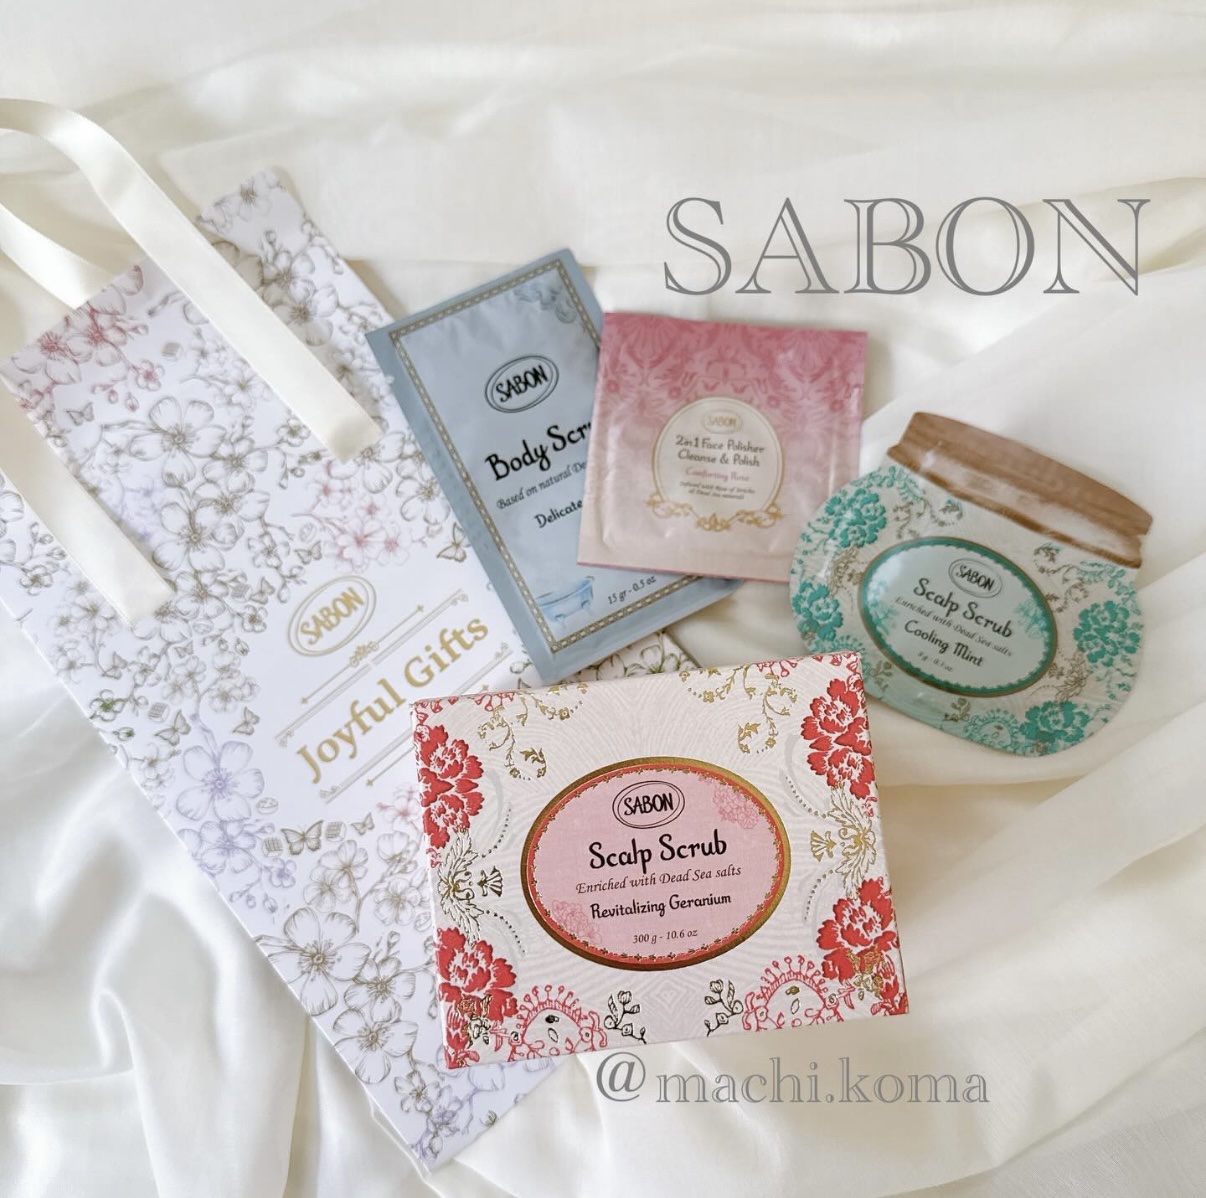 SABON
SABON
Body Scr
Based on natural De
Delicate
15 gr - 0.5 oz
SABON
2in1 Face Polisher
Cleanse & Polish
Comforting Rose
SABON
Scalp Scrub
Enriched with Dead Sea salts
Cooling Mint
SABON
Joyful Gifts
SABON
Scalp Scrub
Enriched with Dead Sea salts
Revitalizing Geranium
300 g - 10.6 oz
@machi.koma